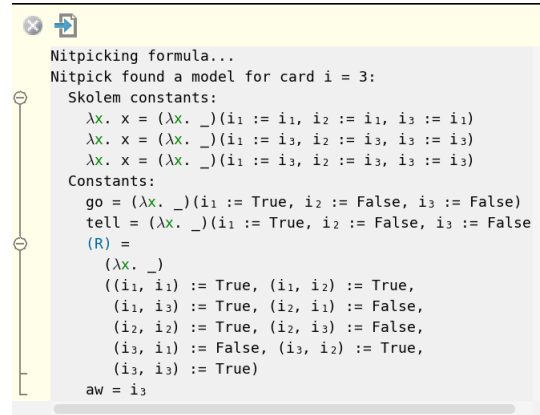 Nitpicking formula...
Nitpick found a model for card i = 3:
Skolem constants:
λx. x = (λx. _)(i₁ := i₁, i₂ := i₁, i₃ := i₁)
λx. x = (λx. _)(i₁ := i₃, i₂ := i₃, i₃ := i₃)
λx. x = (λx. _)(i₁ := i₃, i₂ := i₃, i₃ := i₃)
Constants:
go = (λx. _)(i₁ := True, i₂ := False, i₃ := False)
tell = (λx. _)(i₁ := True, i₂ := False, i₃ := False
(R) =
(λx. _)
((i₁, i₁) := True, (i₁, i₂) := True,
(i₁, i₃) := True, (i₂, i₁) := False,
(i₂, i₂) := True, (i₂, i₃) := False,
(i₃, i₁) := False, (i₃, i₂) := True,
(i₃, i₃) := True)
aw = i₃